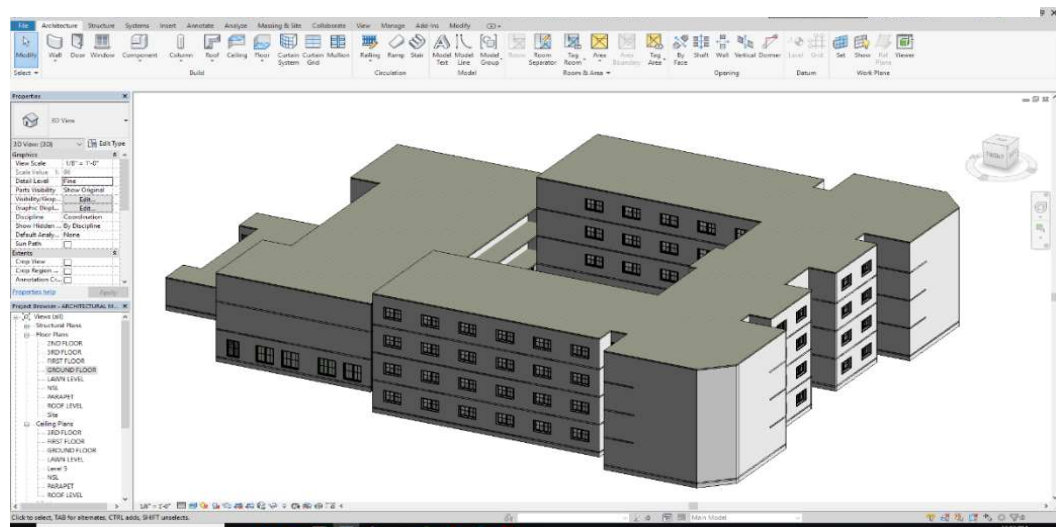 File Architecture Structure Systems Insert Annotate Analyze Massing & Site Collaborate View Manage Add-Ins Modify
Modify Wall Door Window Component Column Roof Ceiling Floor Curtain System Curtain Grid Mullion Railing Ramp Stair Model Text Model Line Model Group Room Room Separator Tag Room Area Area Boundary Tag Area By Face Shaft Wall Vertical Dormer Level Grid Set Show Ref Plane Viewer
Select Build Circulation Model Room & Area Opening Datum Work Plane
Properties
3D View
3D View: {3D} Edit Type
Graphics
View Scale 1/8" = 1'-0"
Scale Value 1: 96
Detail Level Fine
Parts Visibility Show Original
Visibility/Grap... Edit...
Graphic Displ... Edit...
Discipline Coordination
Show Hidden ... By Discipline
Default Analy... None
Sun Path
Extents
Crop View
Crop Region ...
Annotation Cr...
Properties help Apply
Project Browser - ARCHITECTURAL M...
Views (all)
Structural Plans
Floor Plans
2ND FLOOR
3RD FLOOR
FIRST FLOOR
GROUND FLOOR
LAWN LEVEL
NSL
PARAPET
ROOF LEVEL
Site
Ceiling Plans
3RD FLOOR
FIRST FLOOR
GROUND FLOOR
LAWN LEVEL
Level 5
NSL
PARAPET
ROOF LEVEL
FRONT
1/8" = 1'-0"
Click to select, TAB for alternates, CTRL adds, SHIFT unselects.
Main Model